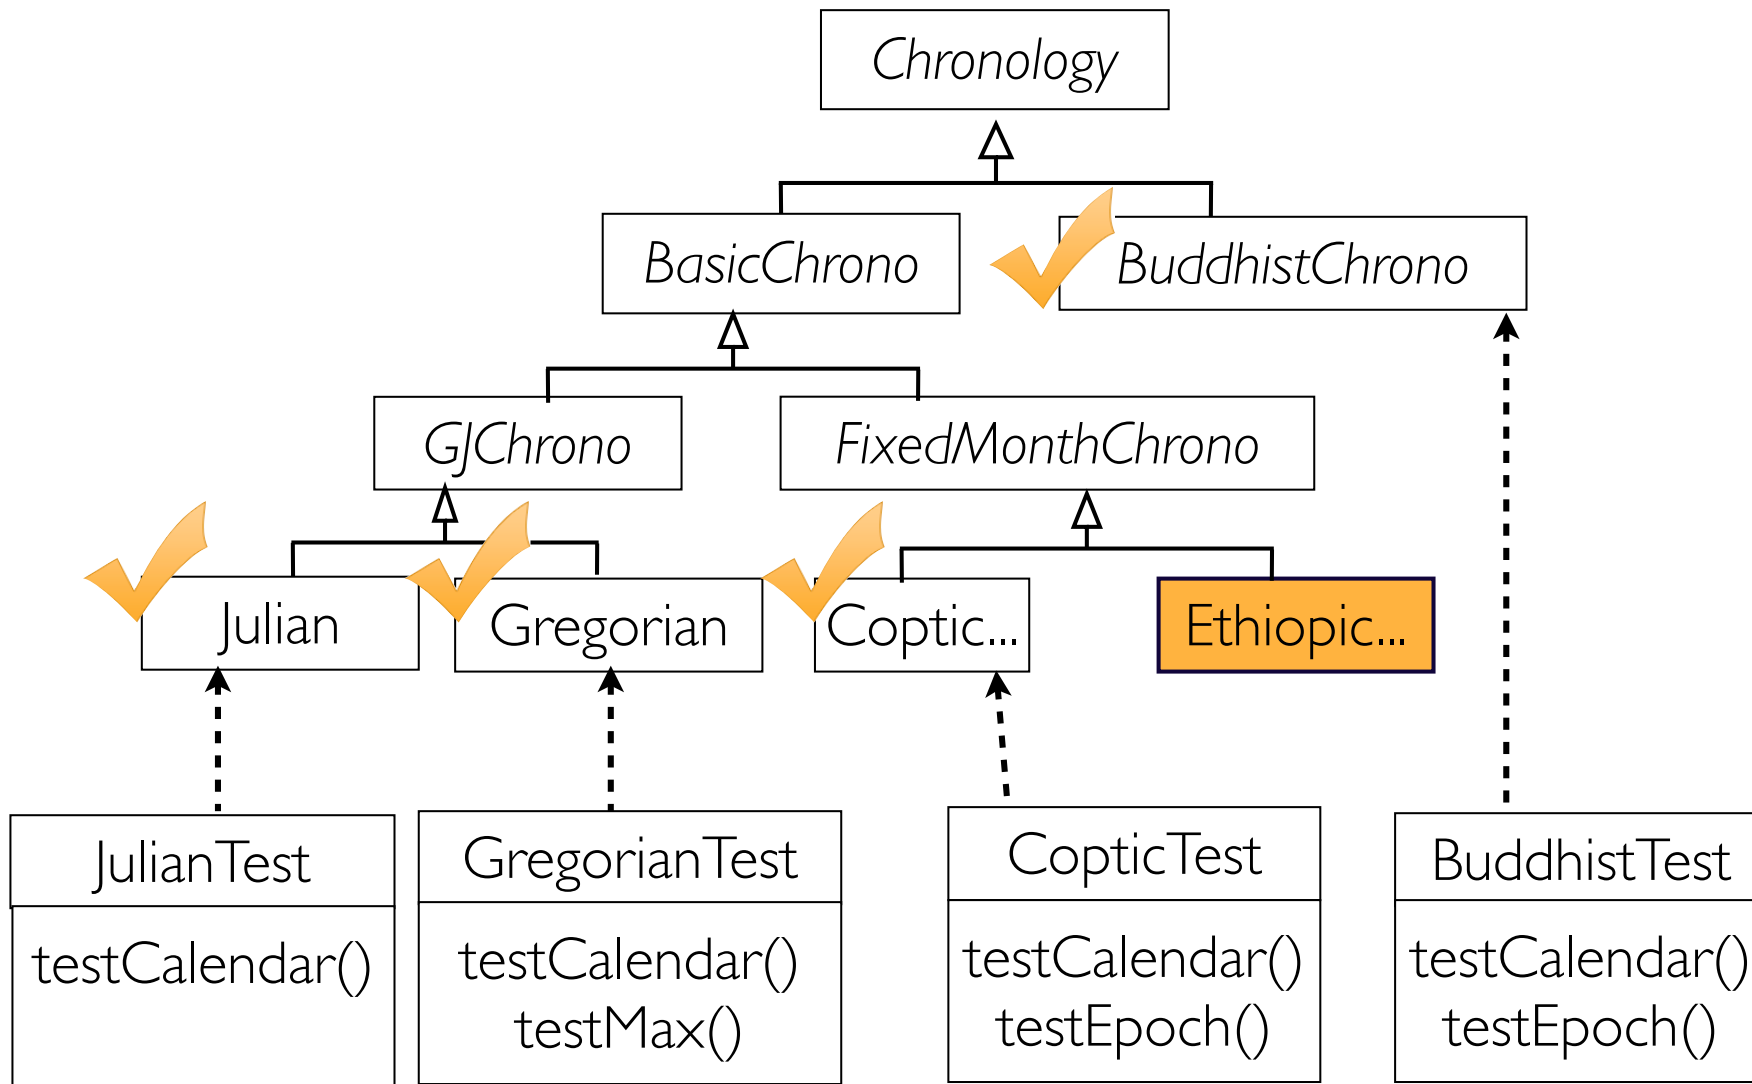 Chronology
BasicChrono
BuddhistChrono
GJChrono
FixedMonthChrono
Julian
Gregorian
Coptic...
Ethiopic...
JulianTest
testCalendar()
GregorianTest
testCalendar()
testMax()
CopticTest
testCalendar()
testEpoch()
BuddhistTest
testCalendar()
testEpoch()